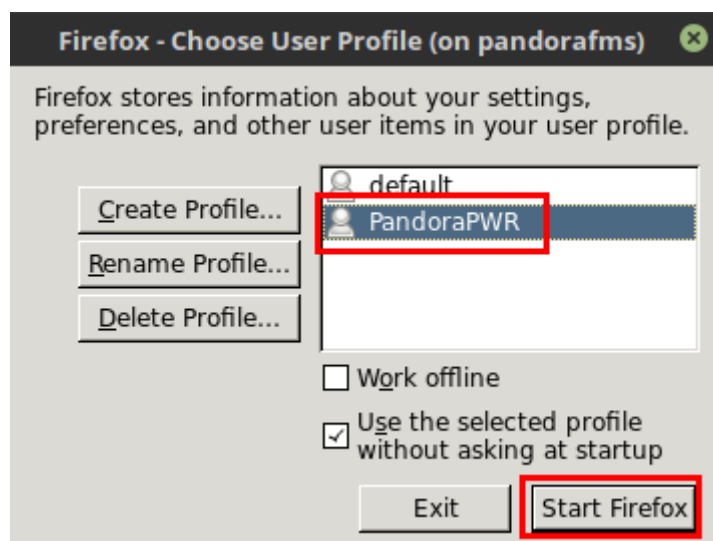 Firefox - Choose User Profile (on pandorafms)
Firefox stores information about your settings,
preferences, and other user items in your user profile.
Create Profile...
Rename Profile...
Delete Profile...
default
PandoraPWR
Work offline
Use the selected profile
without asking at startup
Exit
Start Firefox